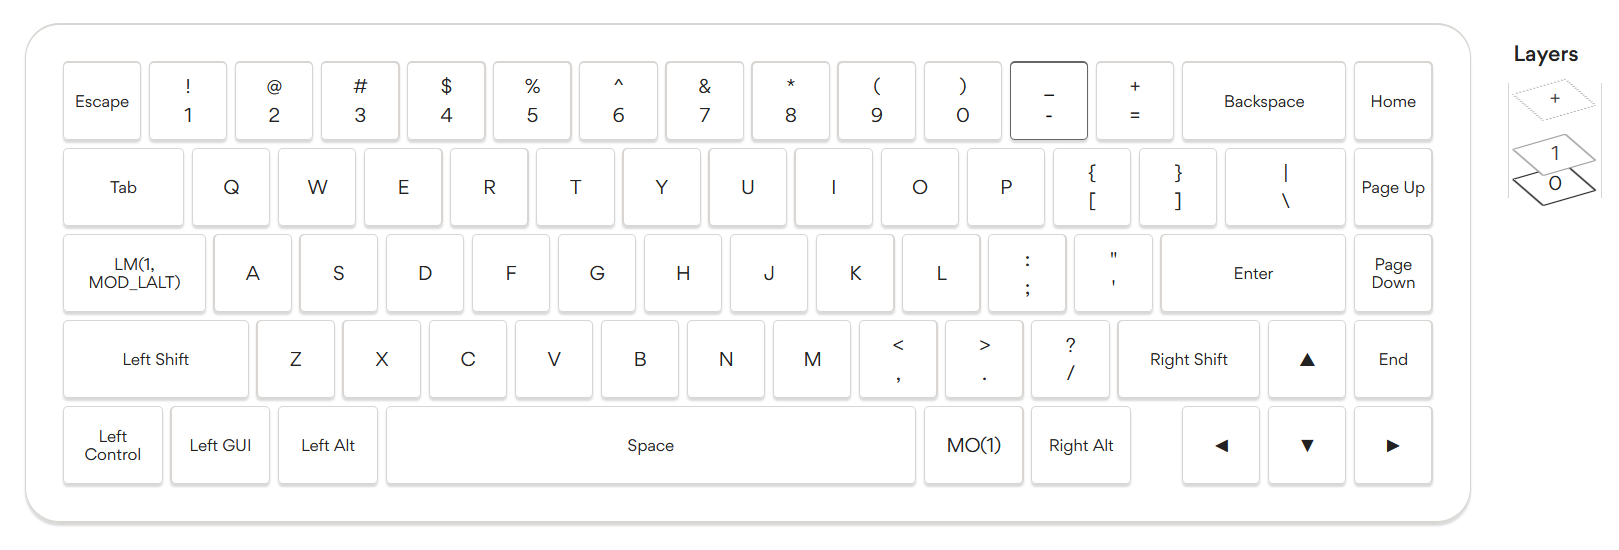 Layers
Escape
! 1
@ 2
# 3
$ 4
% 5
^ 6
& 7
* 8
( 9
) 0
_ -
+ =
Backspace
Home
+
1
0
Tab
Q
W
E
R
T
Y
U
I
O
P
{ [
} ]
| \
Page Up
LM(1,
MOD_LALT)
A
S
D
F
G
H
J
K
L
: ;
" '
Enter
Page
Down
Left Shift
Z
X
C
V
B
N
M
< ,
> .
? /
Right Shift
▲
End
Left
Control
Left GUI
Left Alt
Space
MO(1)
Right Alt
◀
▼
▶